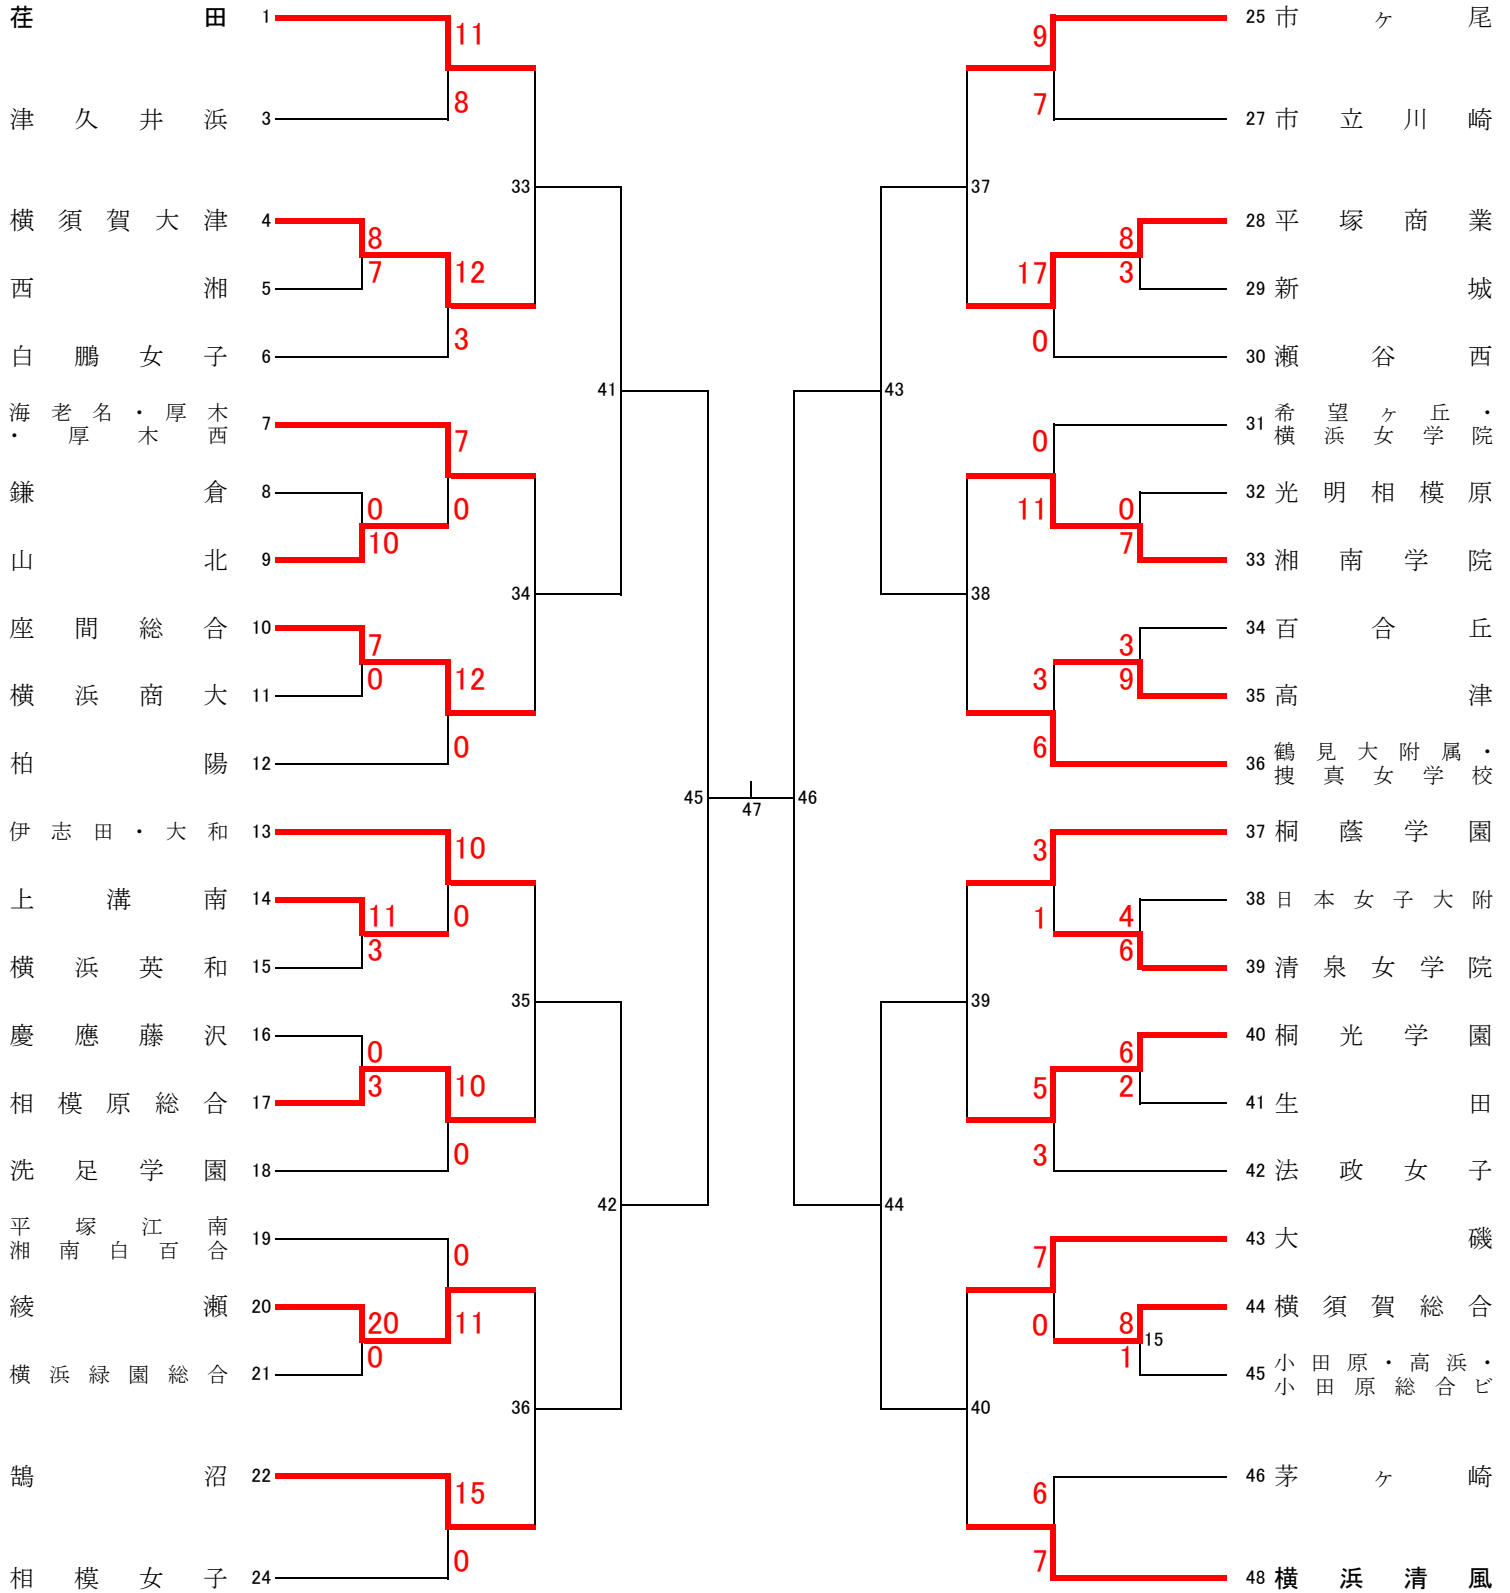 荏田 1
11
8
津久井浜 3
33
横須賀大津 4
8
7
西湘 5
12
3
白鵬女子 6
41
海老名・厚木
・厚木西 7
7
0
鎌倉 8
0
10
山北 9
34
座間総合 10
7
0
横浜商大 11
12
0
柏陽 12
45
伊志田・大和 13
10
0
上溝南 14
11
3
横浜英和 15
35
慶應藤沢 16
0
3
相模原総合 17
10
0
洗足学園 18
42
平塚江南
湘南白百合 19
0
11
綾瀬 20
20
0
横浜緑園総合 21
36
鵠沼 22
15
0
相模女子 24
47
25 市ヶ尾
9
7
27 市立川崎
37
28 平塚商業
8
3
29 新城
17
0
30 瀬谷西
43
31 希望ヶ丘・
横浜女学院
0
11
32 光明相模原
0
7
33 湘南学院
38
34 百合丘
3
9
35 高津
3
6
36 鶴見大附属・
捜真女学校
46
37 桐蔭学園
3
1
38 日本女子大附
4
6
39 清泉女学院
39
40 桐光学園
6
2
41 生田
5
3
42 法政女子
44
43 大磯
7
0
44 横須賀総合
8
15
1
45 小田原・高浜・
小田原総合ビ
40
46 茅ヶ崎
6
7
48 横浜清風